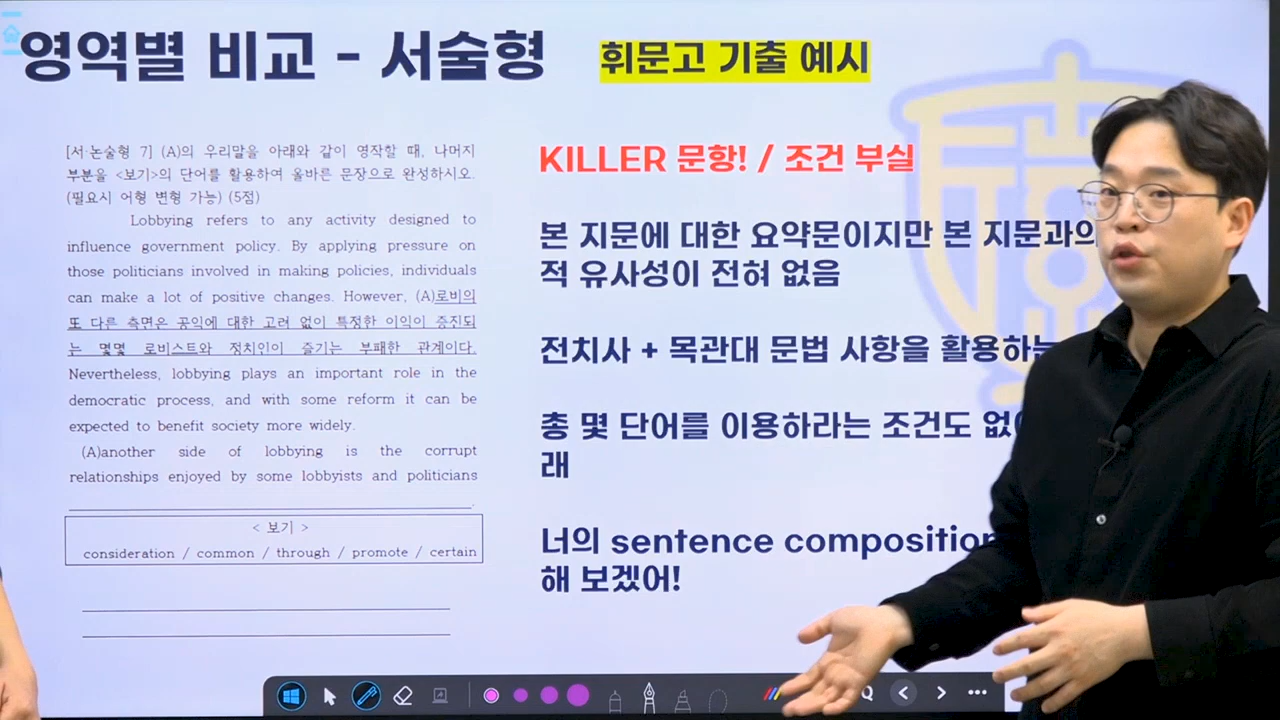 영역별 비교 - 서술형
휘문고 기출 예시
[서·논술형 7] (A)의 우리말을 아래와 같이 영작할 때, 나머지
부분을 <보기>의 단어를 활용하여 올바른 문장으로 완성하시오.
(필요시 어형 변형 가능) (5점)
Lobbying refers to any activity designed to
influence government policy. By applying pressure on
those politicians involved in making policies, individuals
can make a lot of positive changes. However, (A)로비의
또 다른 측면은 공익에 대한 고려 없이 특정한 이익이 증진되
는 몇몇 로비스트와 정치인이 즐기는 부패한 관계이다.
Nevertheless, lobbying plays an important role in the
democratic process, and with some reform it can be
expected to benefit society more widely.
(A)another side of lobbying is the corrupt
relationships enjoyed by some lobbyists and politicians
< 보기 >
consideration / common / through / promote / certain
KILLER 문항! / 조건 부실
본 지문에 대한 요약문이지만 본 지문과의
적 유사성이 전혀 없음
전치사 + 목관대 문법 사항을 활용하는
총 몇 단어를 이용하라는 조건도 없
래
너의 sentence composition
해 보겠어!